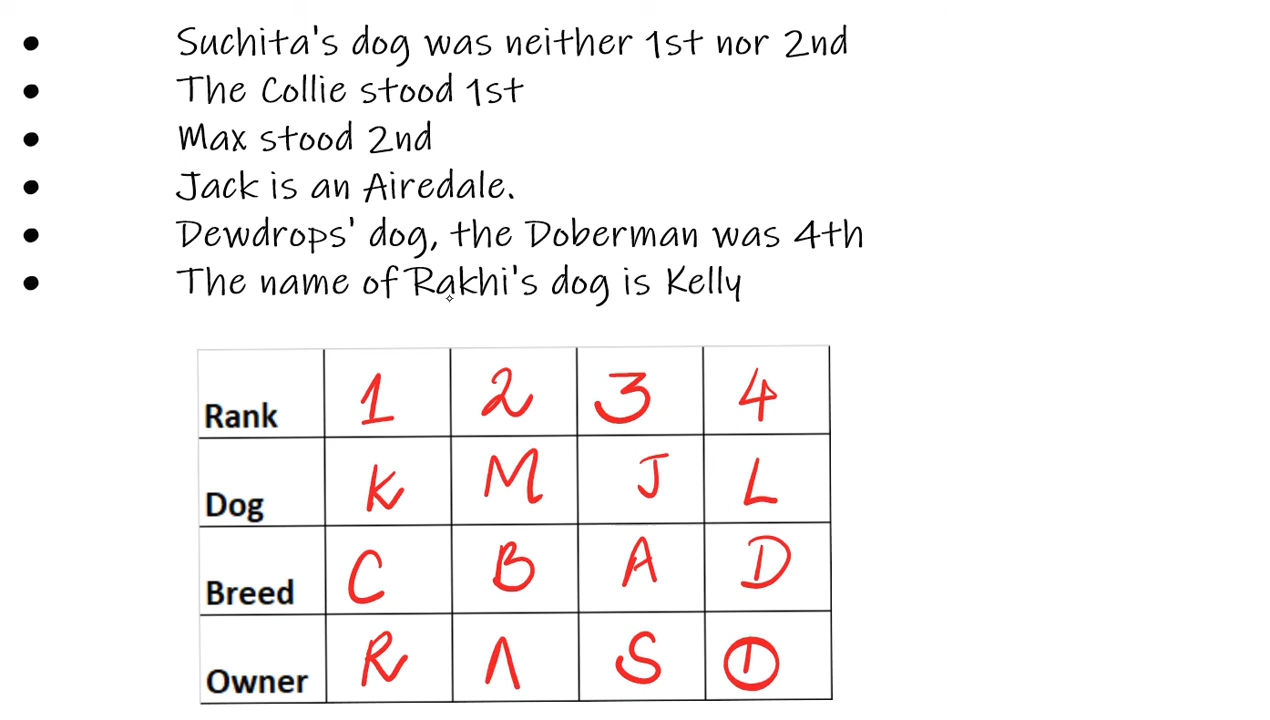 • Suchita's dog was neither 1st nor 2nd
• The Collie stood 1st
• Max stood 2nd
• Jack is an Airedale.
• Dewdrops' dog, the Doberman was 4th
• The name of Rakhi's dog is Kelly
Rank 1 2 3 4
Dog K M J L
Breed C B A D
Owner R Λ S D